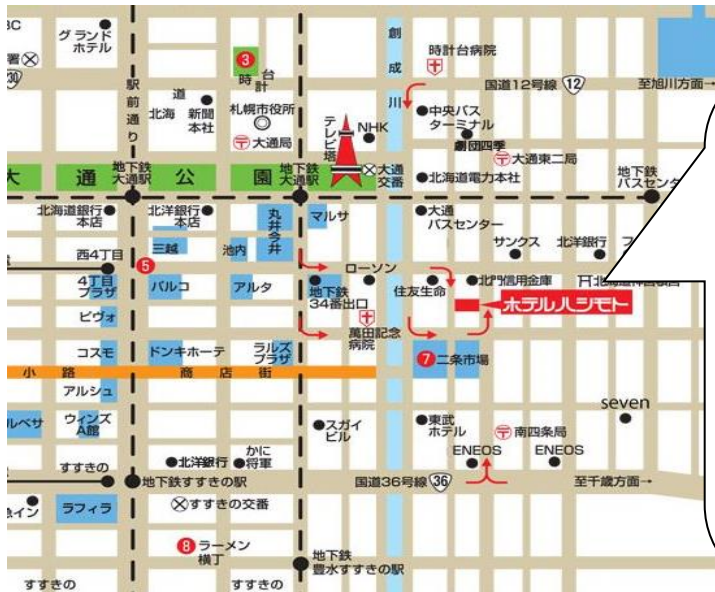 グランド
ホテル
署
30
駅前通り
北海道
新聞
本社
3
時計台
札幌市役所
大通局
テレビ塔
NHK
創成川
時計台病院
国道12号線
12
至旭川方面→
中央バス
ターミナル
劇団四季
大通東二局
地下鉄
大通駅
大通公園
地下鉄
大通駅
大通
交番
北海道電力本社
地下鉄
バスセンタ
北海道銀行
本店
北洋銀行
本店
丸井今井
マルサ
大通
バスセンター
西4丁目
三越
池内
サンクス
北洋銀行
5
ローソン
4丁目
プラザ
パルコ
アルタ
地下鉄
34番出口
住友生命
北門信用金庫
ホテルハシモト
ピヴォ
萬田記念
病院
コスモ
ドンキホーテ
ラルズ
プラザ
7
二条市場
小路
商店街
アルシュ
ルベサ
ウィンズ
A館
スガイ
ビル
東武
ホテル
南四条局
seven
ENEOS
ENEOS
すすきの
北洋銀行
かに
将軍
地下鉄すすきの駅
国道36号線
36
至千歳方面→
急イン
ラフィラ
すすきの交番
8
ラーメン
横丁
地下鉄
豊水すすきの駅
すすきの
すすきの